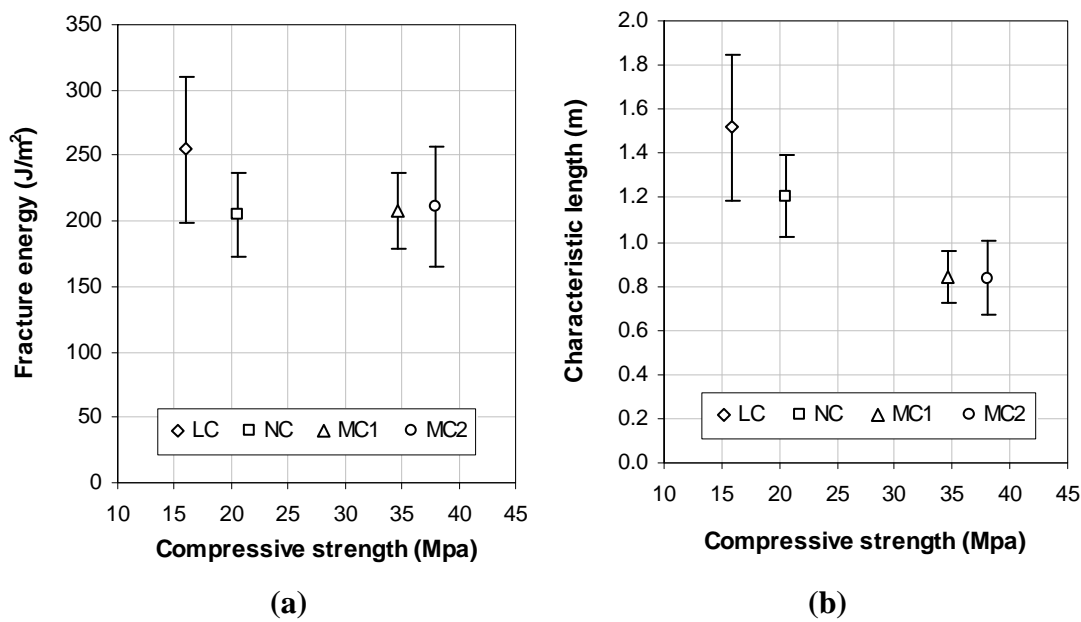 350
300
250
200
150
100
50
0
Fracture energy (J/m²)
LC NC MC1 MC2
10 15 20 25 30 35 40 45
Compressive strength (Mpa)
(a)
2.0
1.8
1.6
1.4
1.2
1.0
0.8
0.6
0.4
0.2
0.0
Characteristic length (m)
LC NC MC1 MC2
10 15 20 25 30 35 40 45
Compressive strength (Mpa)
(b)